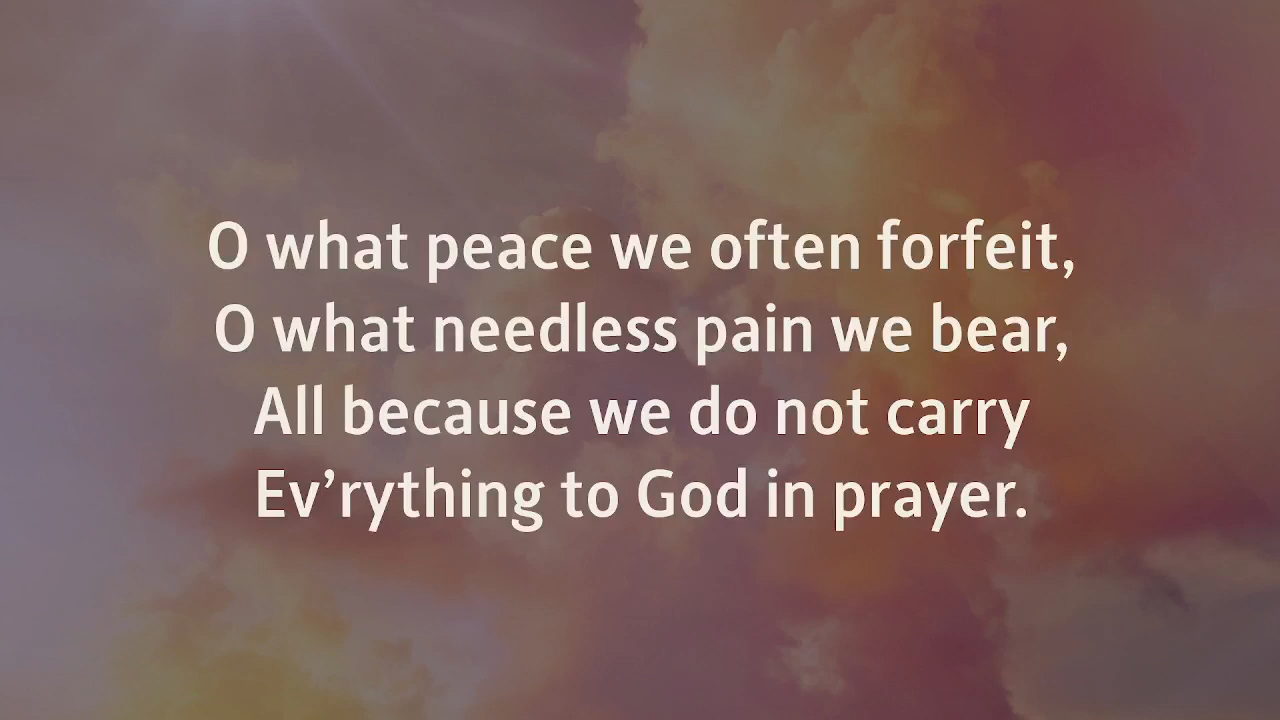 O what peace we often forfeit,
O what needless pain we bear,
All because we do not carry
Ev’rything to God in prayer.